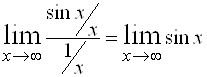 lim x→∞ (sin x/x)/(1/x) = lim x→∞ sin x